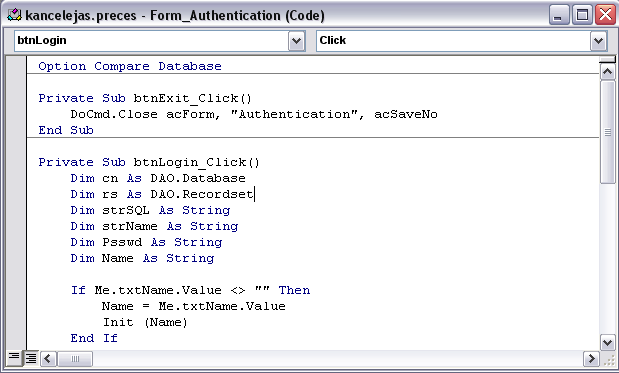 kancelejas.preces - Form_Authentication (Code)
btnLogin Click
Option Compare Database
Private Sub btnExit_Click()
    DoCmd.Close acForm, "Authentication", acSaveNo
End Sub
Private Sub btnLogin_Click()
    Dim cn As DAO.Database
    Dim rs As DAO.Recordset
    Dim strSQL As String
    Dim strName As String
    Dim Psswd As String
    Dim Name As String
    If Me.txtName.Value <> "" Then
        Name = Me.txtName.Value
        Init (Name)
    End If